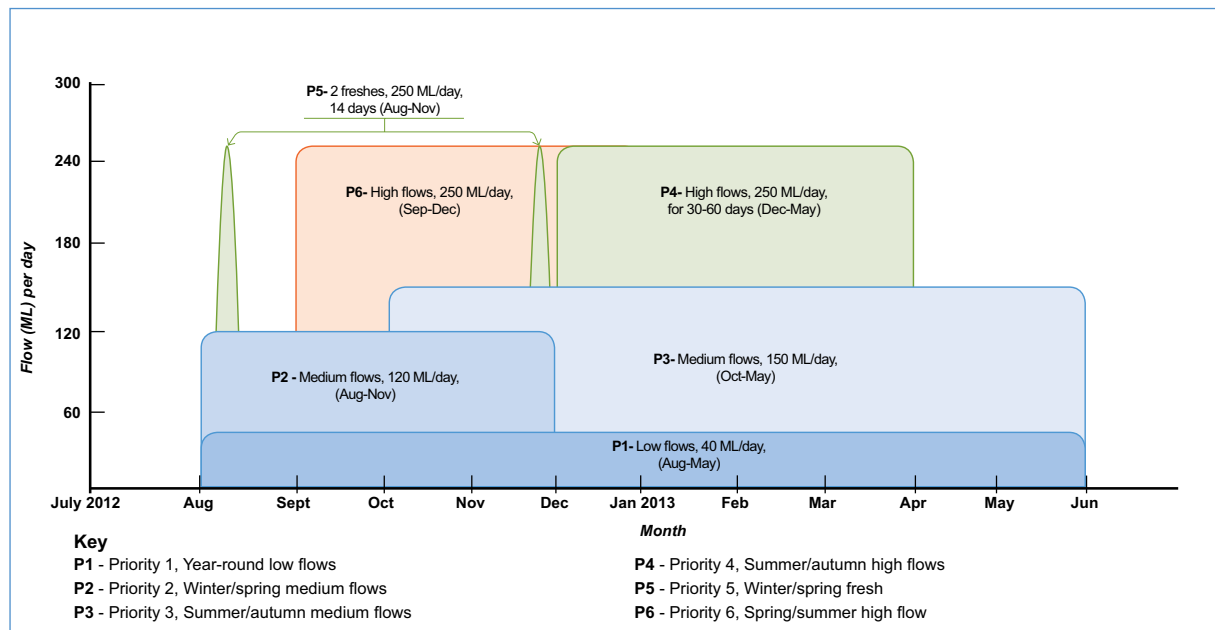 300
240
180
120
60
Flow (ML) per day
P5- 2 freshes, 250 ML/day,
14 days (Aug-Nov)
P6- High flows, 250 ML/day,
(Sep-Dec)
P4- High flows, 250 ML/day,
for 30-60 days (Dec-May)
P2 - Medium flows, 120 ML/day,
(Aug-Nov)
P3- Medium flows, 150 ML/day,
(Oct-May)
P1- Low flows, 40 ML/day,
(Aug-May)
July 2012 Aug Sept Oct Nov Dec Jan 2013 Feb Mar Apr May Jun
Month
Key
P1 - Priority 1, Year-round low flows
P2 - Priority 2, Winter/spring medium flows
P3 - Priority 3, Summer/autumn medium flows
P4 - Priority 4, Summer/autumn high flows
P5 - Priority 5, Winter/spring fresh
P6 - Priority 6, Spring/summer high flow